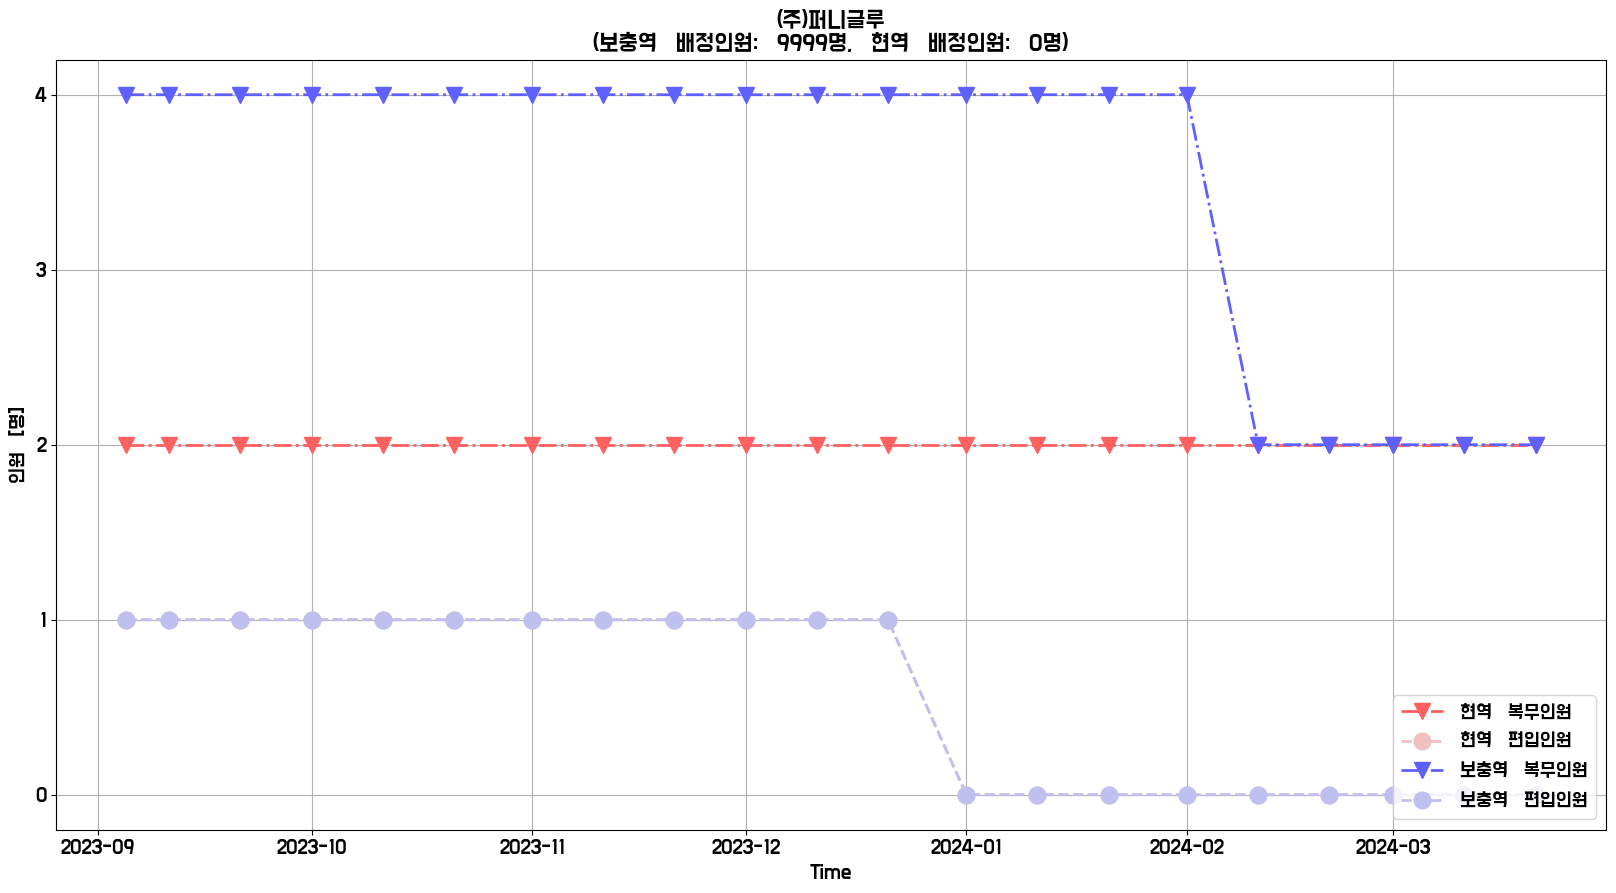 (주)퍼니글루
(보충역 배정인원: 9999명, 현역 배정인원: 0명)
4
3
2
1
0
인원 [명]
2023-09 2023-10 2023-11 2023-12 2024-01 2024-02 2024-03
Time
현역 복무인원
현역 편입인원
보충역 복무인원
보충역 편입인원